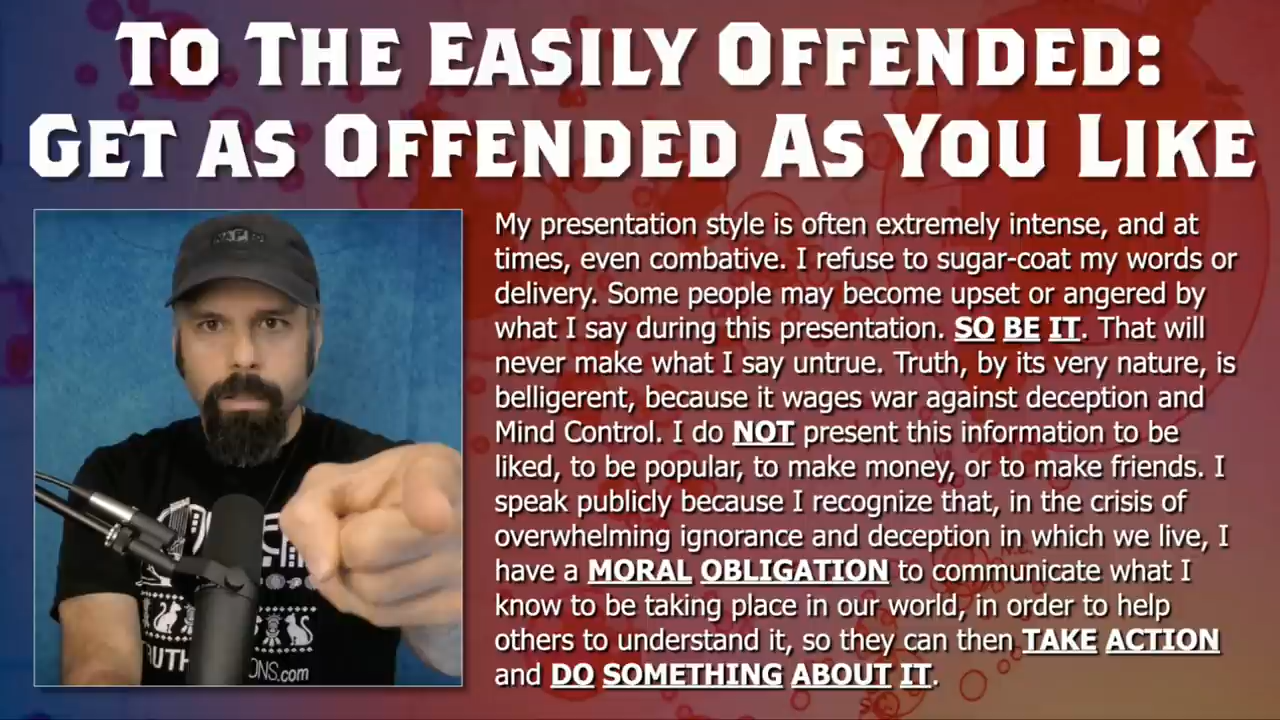 TO THE EASILY OFFENDED:
GET AS OFFENDED AS YOU LIKE
My presentation style is often extremely intense, and at
times, even combative. I refuse to sugar-coat my words or
delivery. Some people may become upset or angered by
what I say during this presentation. SO BE IT. That will
never make what I say untrue. Truth, by its very nature, is
belligerent, because it wages war against deception and
Mind Control. I do NOT present this information to be
liked, to be popular, to make money, or to make friends. I
speak publicly because I recognize that, in the crisis of
overwhelming ignorance and deception in which we live, I
have a MORAL OBLIGATION to communicate what I
know to be taking place in our world, in order to help
others to understand it, so they can then TAKE ACTION
and DO SOMETHING ABOUT IT.